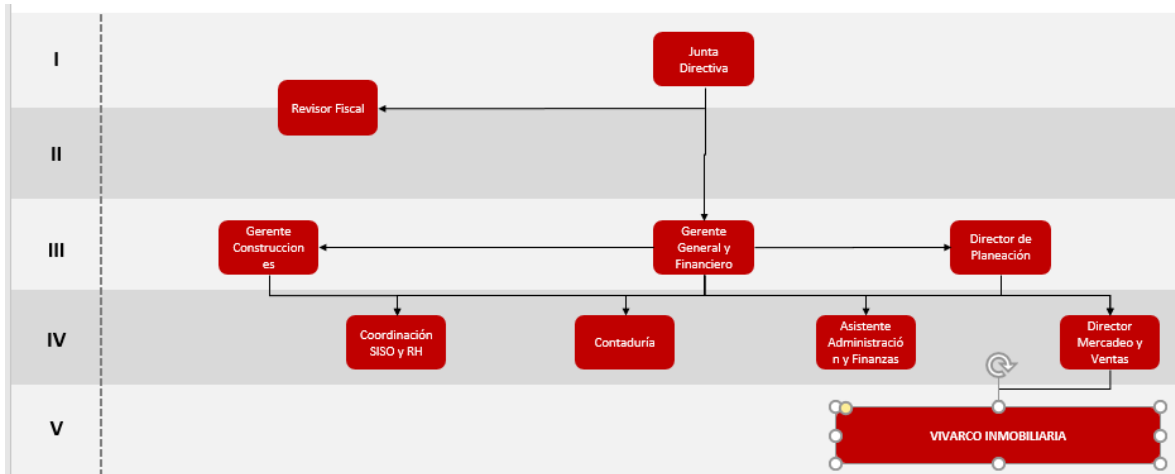 I
Junta
Directiva
Revisor Fiscal
II
III
Gerente
Construccion
es
Gerente
General y
Financiero
Director de
Planeación
IV
Coordinación
SISO y RH
Contaduría
Asistente
Administració
n y Finanzas
Director
Mercadeo y
Ventas
V
VIVARCO INMOBILIARIA